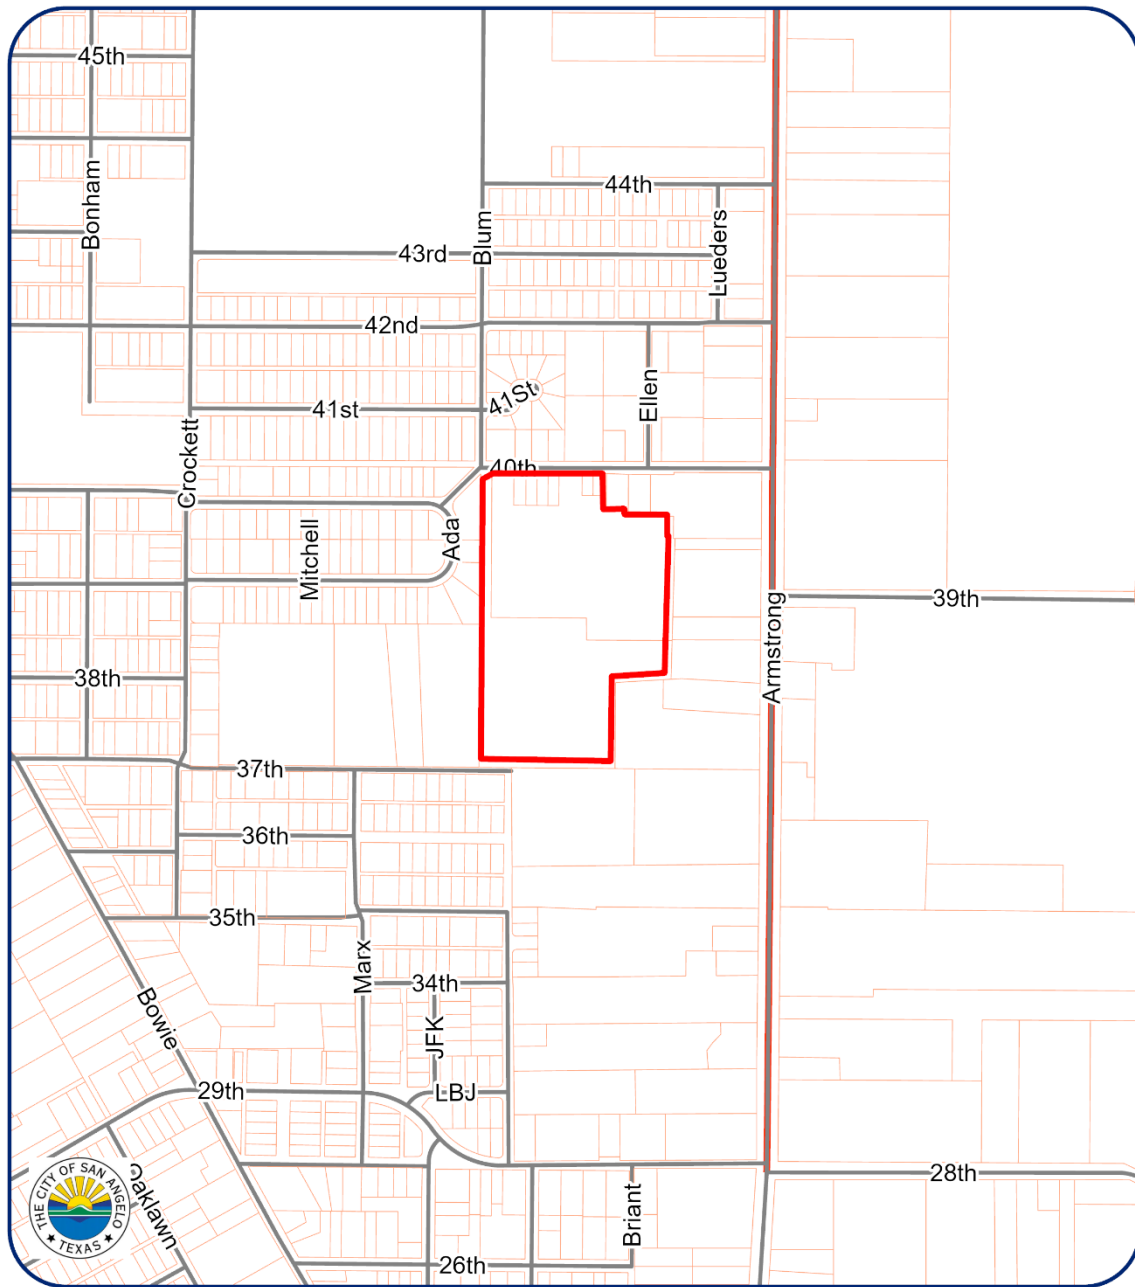 45th
Bonham
44th
Blum
Lueders
43rd
42nd
Ellen
41St
41st
Crockett
40th
Ada
Mitchell
39th
Armstrong
38th
37th
36th
35th
Marx
34th
Bowie
JFK
29th
LBJ
28th
Oaklawn
Briant
26th
THE CITY OF SAN ANGELO
TEXAS